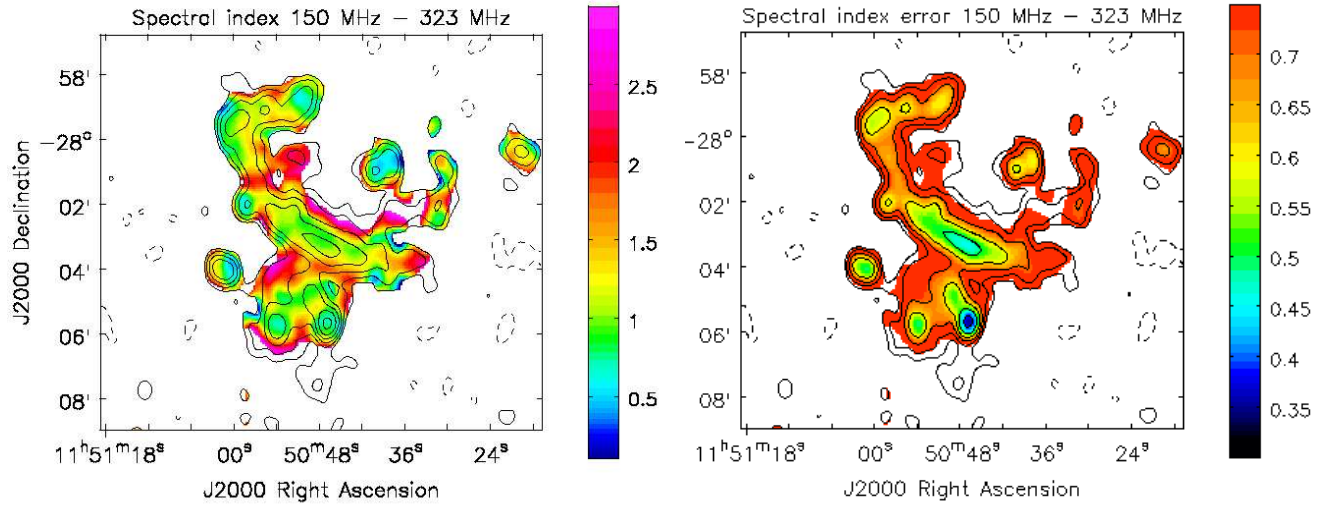 Spectral index 150 MHz – 323 MHz
58'
-28°
02'
04'
06'
08'
J2000 Declination
11ʰ51ᵐ18ˢ
00ˢ
50ᵐ48ˢ
36ˢ
24ˢ
J2000 Right Ascension
2.5
2
1.5
1
0.5
Spectral index error 150 MHz – 323 MHz
58'
-28°
02'
04'
06'
08'
11ʰ51ᵐ18ˢ
00ˢ
50ᵐ48ˢ
36ˢ
24ˢ
J2000 Right Ascension
0.7
0.65
0.6
0.55
0.5
0.45
0.4
0.35